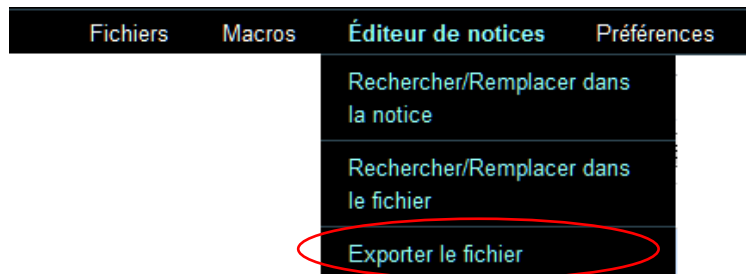 Fichiers Macros Éditeur de notices Préférences
Rechercher/Remplacer dans
la notice
Rechercher/Remplacer dans
le fichier
Exporter le fichier